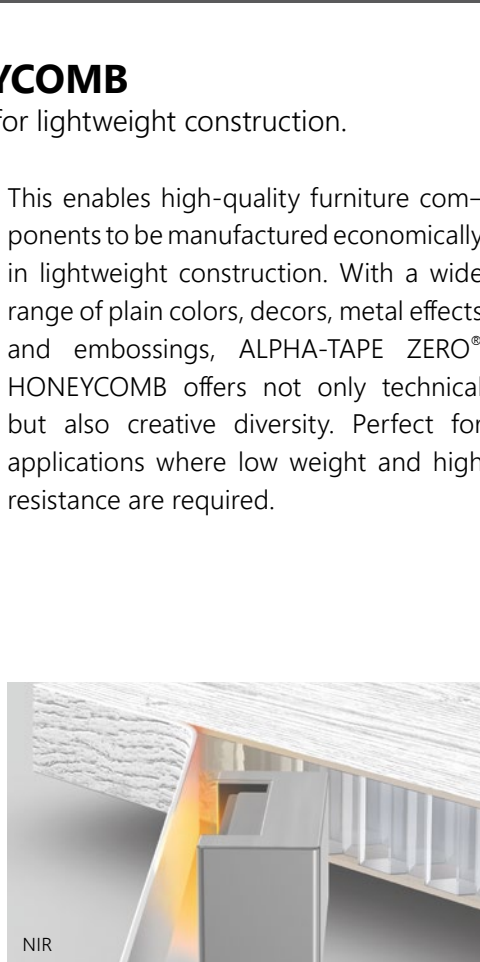 YCOMB
for lightweight construction.
This enables high-quality furniture com-
ponents to be manufactured economically
in lightweight construction. With a wide
range of plain colors, decors, metal effects
and embossings, ALPHA-TAPE ZERO®
HONEYCOMB offers not only technical
but also creative diversity. Perfect for
applications where low weight and high
resistance are required.
NIR